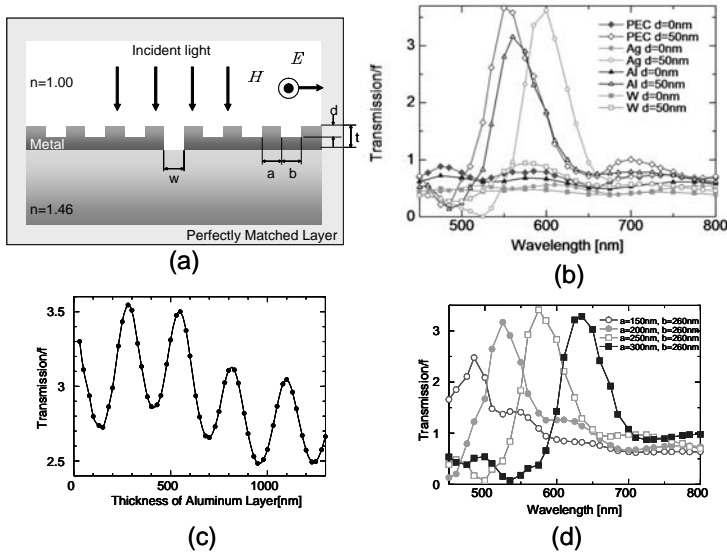 Incident light
n=1.00
H
E
Metal
d
t
w
a
b
n=1.46
Perfectly Matched Layer
(a)
Transmission/f
3
2
1
0
500
600
700
800
Wavelength [nm]
PEC d=0nm
PEC d=50nm
Ag d=0nm
Ag d=50nm
Al d=0nm
Al d=50nm
W d=0nm
W d=50nm
(b)
Transmission/f
3.5
3
2.5
0
500
1000
Thickness of Aluminum Layer[nm]
(c)
Transmission/f
3
2
1
0
500
600
700
800
Wavelength [nm]
a=150nm, b=260nm
a=200nm, b=260nm
a=250nm, b=260nm
a=300nm, b=260nm
(d)